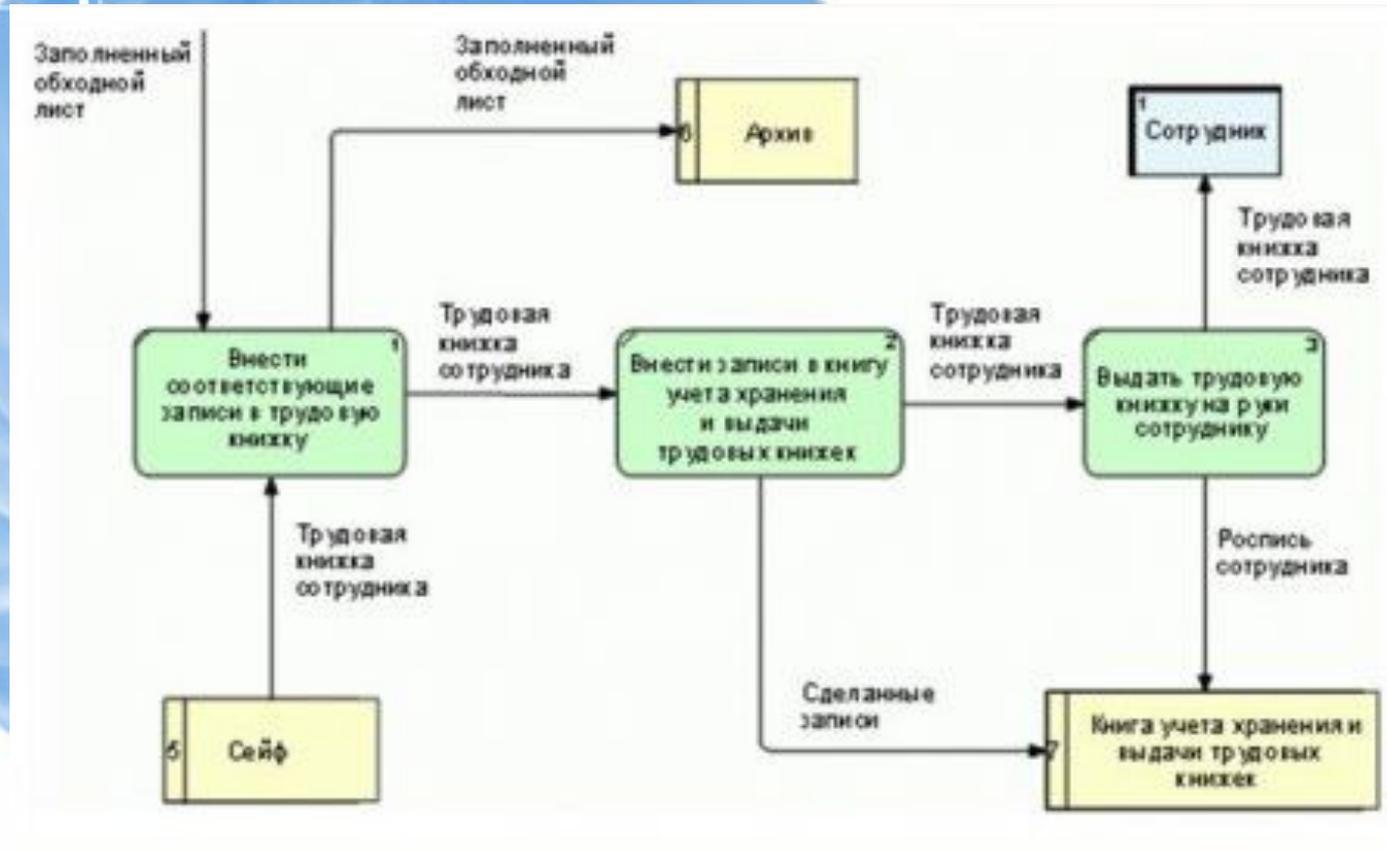 Заполненный
обходной
лист
Заполненный
обходной
лист
6
Архив
1
Сотрудник
Трудовая
книжка
сотрудника
1
Внести
соответствующие
записи в трудовую
книжку
Трудовая
книжка
сотрудника
2
Внести записи в книгу
учета хранения
и выдачи
трудовых книжек
Трудовая
книжка
сотрудника
3
Выдать трудовую
книжку на руки
сотруднику
Трудовая
книжка
сотрудника
Роспись
сотрудника
5
Сейф
Сделанные
записи
7
Книга учета хранения и
выдачи трудовых
книжек